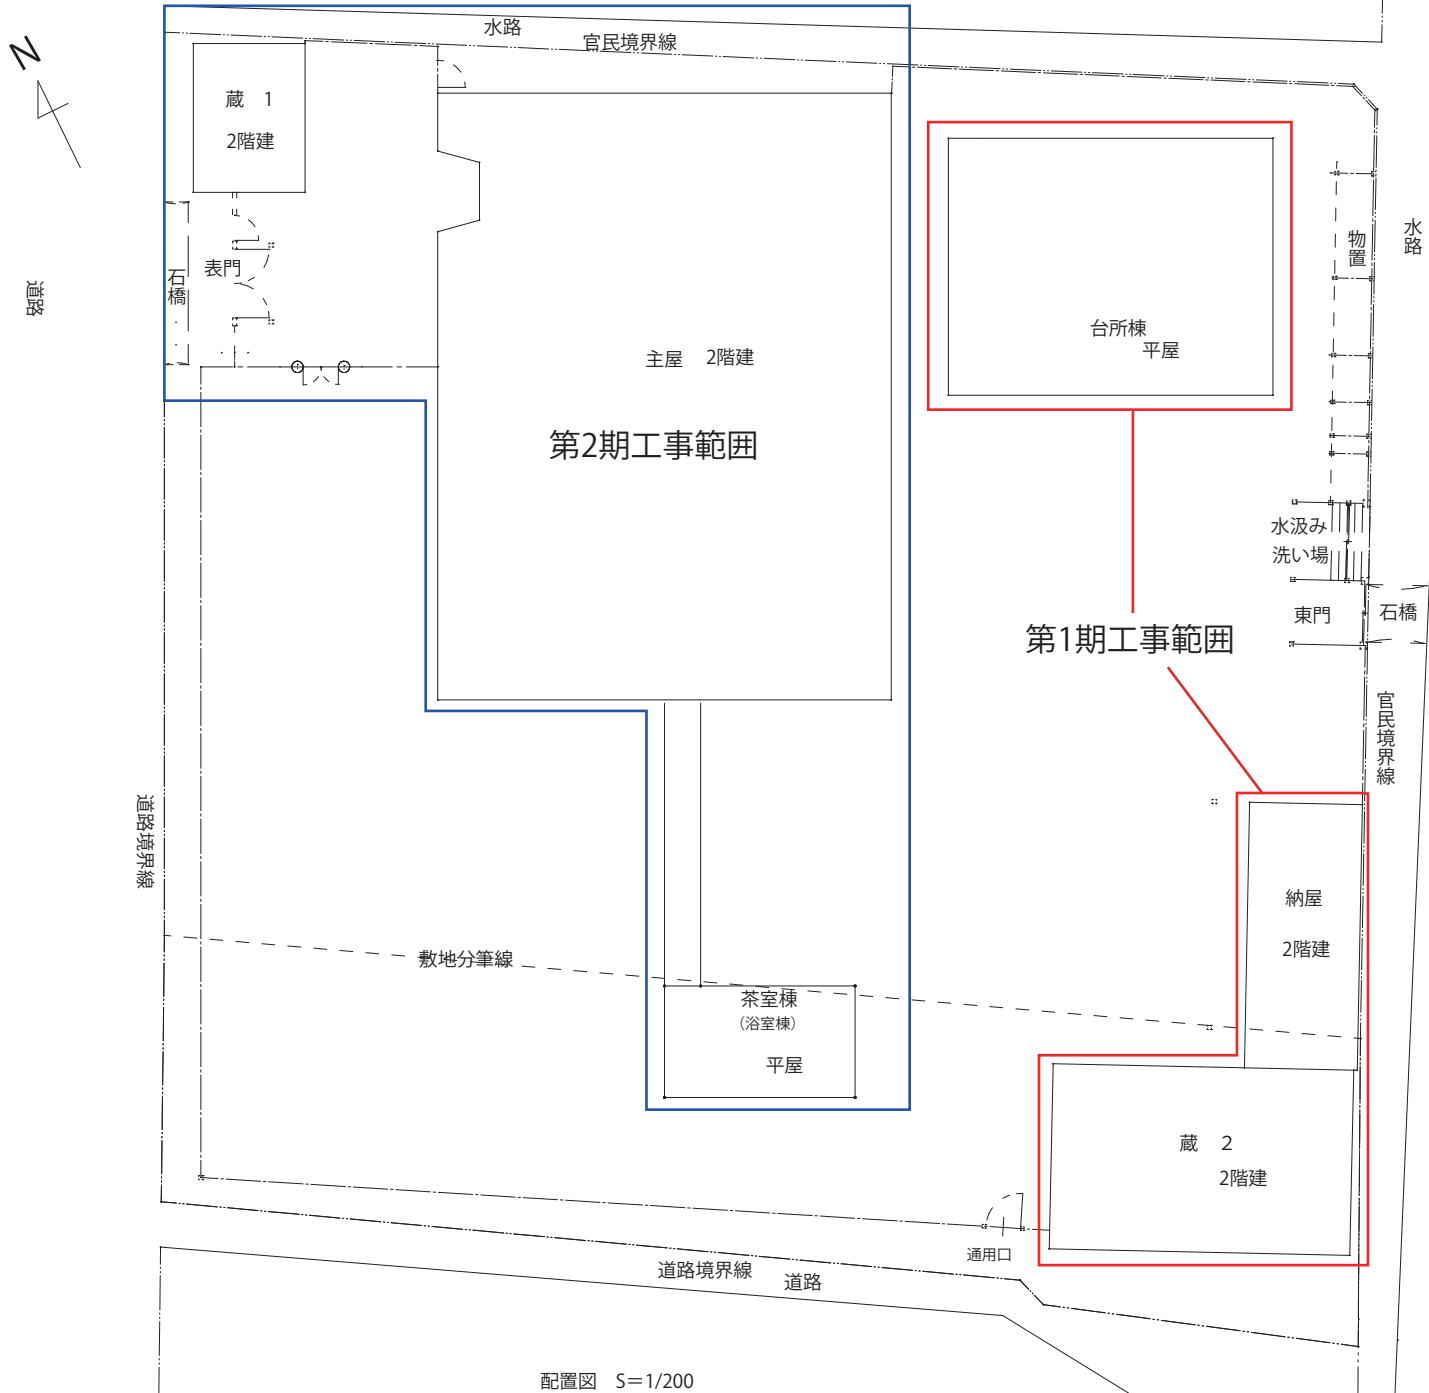 水路
官民境界線
N
蔵　1
2階建
水路
物置
表門
石橋
道路
台所棟
平屋
主屋　2階建
第2期工事範囲
水汲み
洗い場
東門
石橋
第1期工事範囲
官民境界線
道路境界線
納屋
2階建
敷地分筆線
茶室棟
（浴室棟）
平屋
蔵　2
2階建
通用口
道路境界線
道路
配置図　S＝1/200